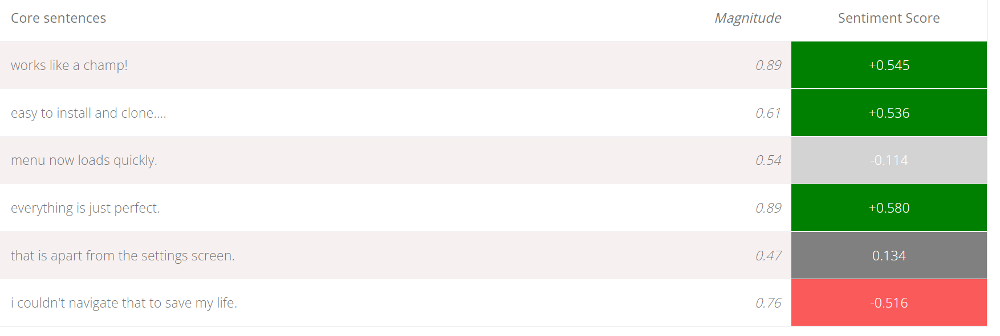 Core sentences Magnitude Sentiment Score
works like a champ! 0.89 +0.545
easy to install and clone.... 0.61 +0.536
menu now loads quickly. 0.54 -0.114
everything is just perfect. 0.89 +0.580
that is apart from the settings screen. 0.47 0.134
i couldn't navigate that to save my life. 0.76 -0.516